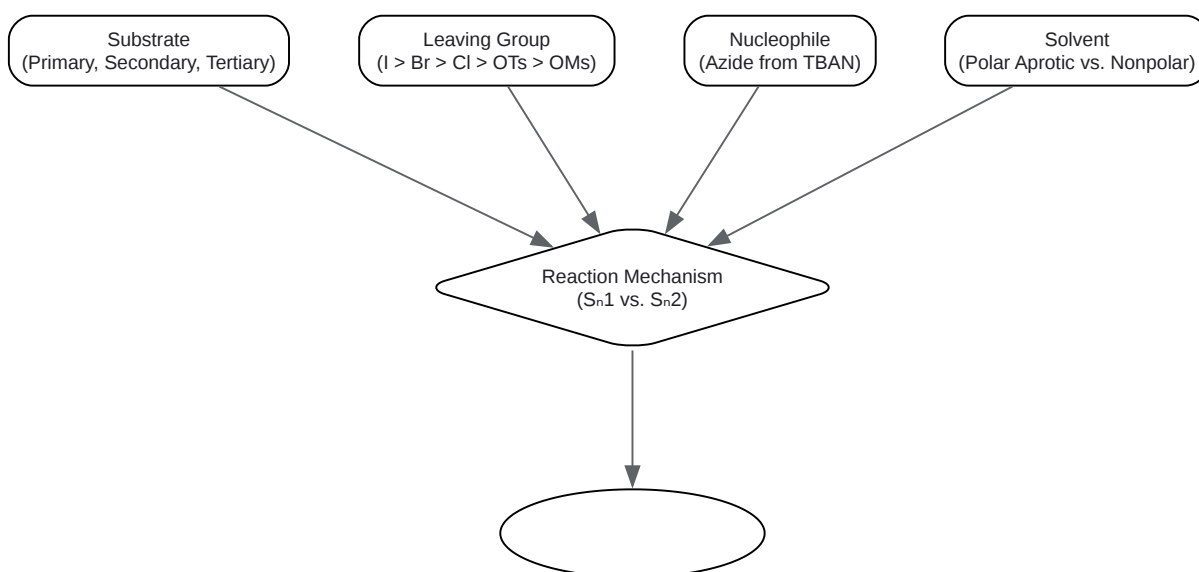 Substrate
(Primary, Secondary, Tertiary)
Leaving Group
(I > Br > Cl > OTs > OMs)
Nucleophile
(Azide from TBAN)
Solvent
(Polar Aprotic vs. Nonpolar)
Reaction Mechanism
(Sₙ1 vs. Sₙ2)